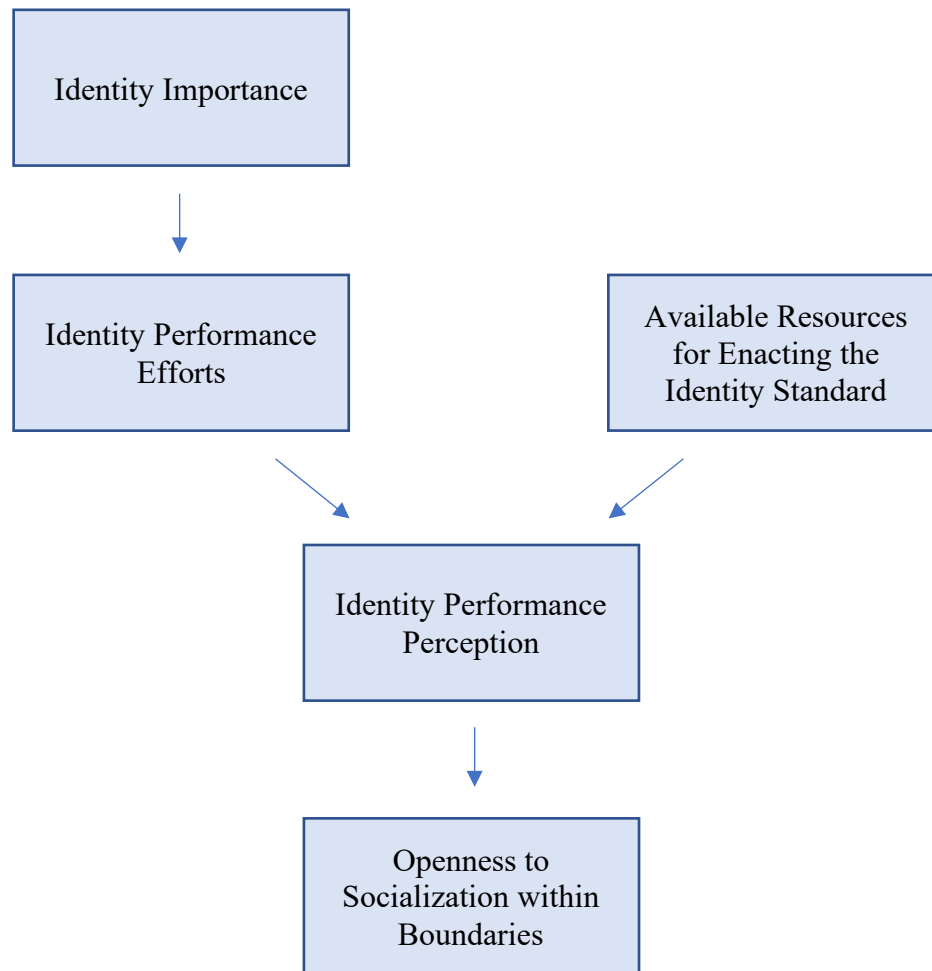 Identity Importance
Identity Performance
Efforts
Available Resources
for Enacting the
Identity Standard
Identity Performance
Perception
Openness to
Socialization within
Boundaries